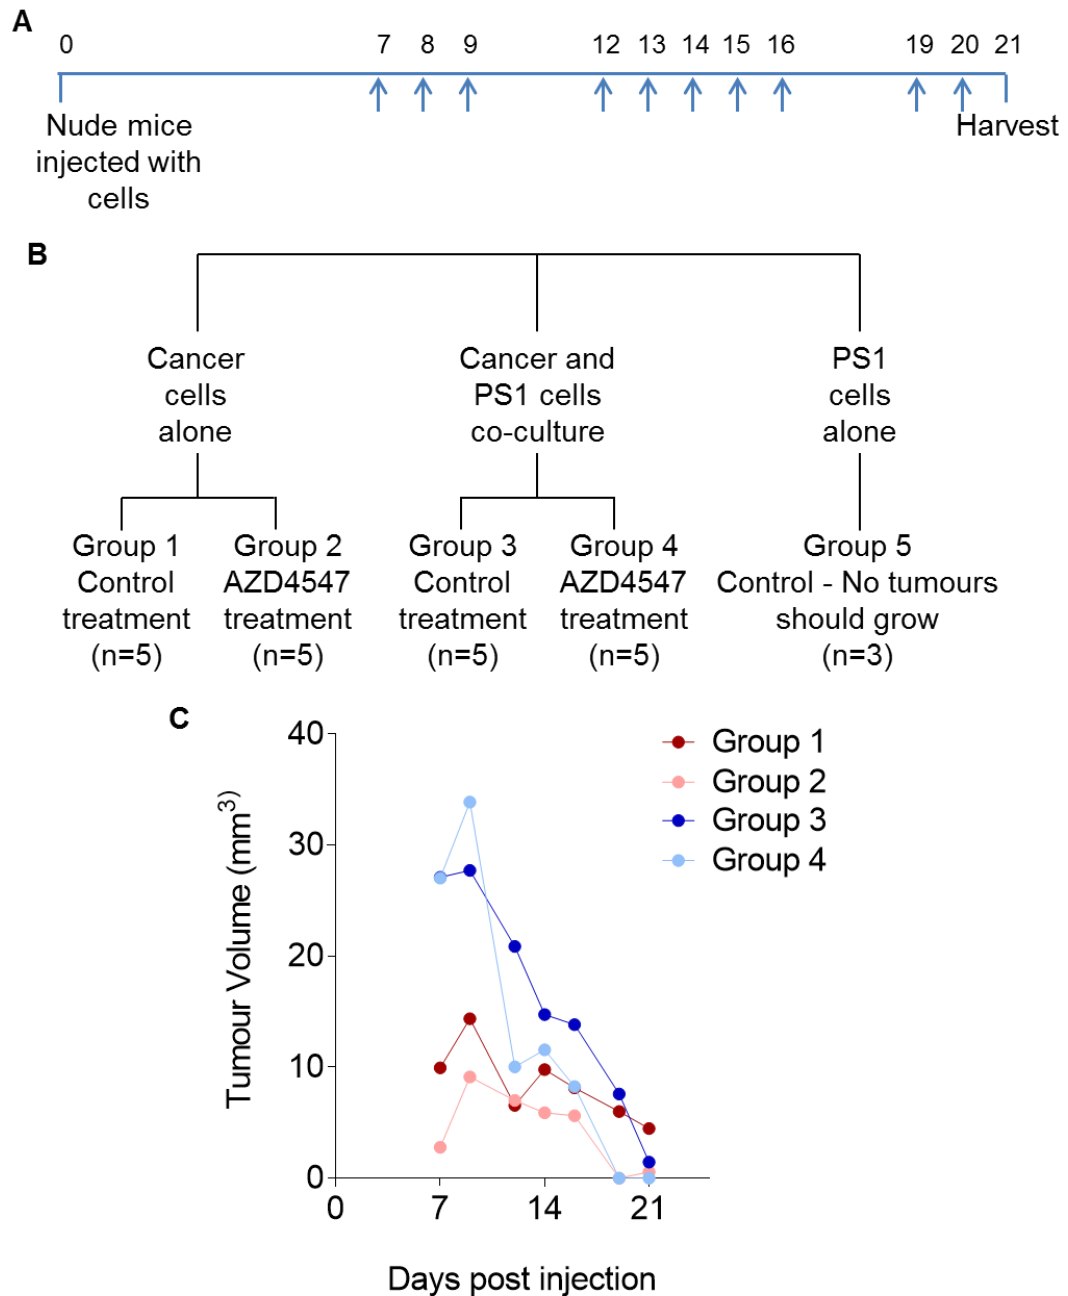 A
0 7 8 9 12 13 14 15 16 19 20 21
Nude mice
injected with
cells
Harvest
B
Cancer
cells
alone
Cancer and
PS1 cells
co-culture
PS1
cells
alone
Group 1
Control
treatment
(n=5)
Group 2
AZD4547
treatment
(n=5)
Group 3
Control
treatment
(n=5)
Group 4
AZD4547
treatment
(n=5)
Group 5
Control - No tumours
should grow
(n=3)
C
Tumour Volume (mm³)
40
30
20
10
0
0 7 14 21
Days post injection
Group 1
Group 2
Group 3
Group 4